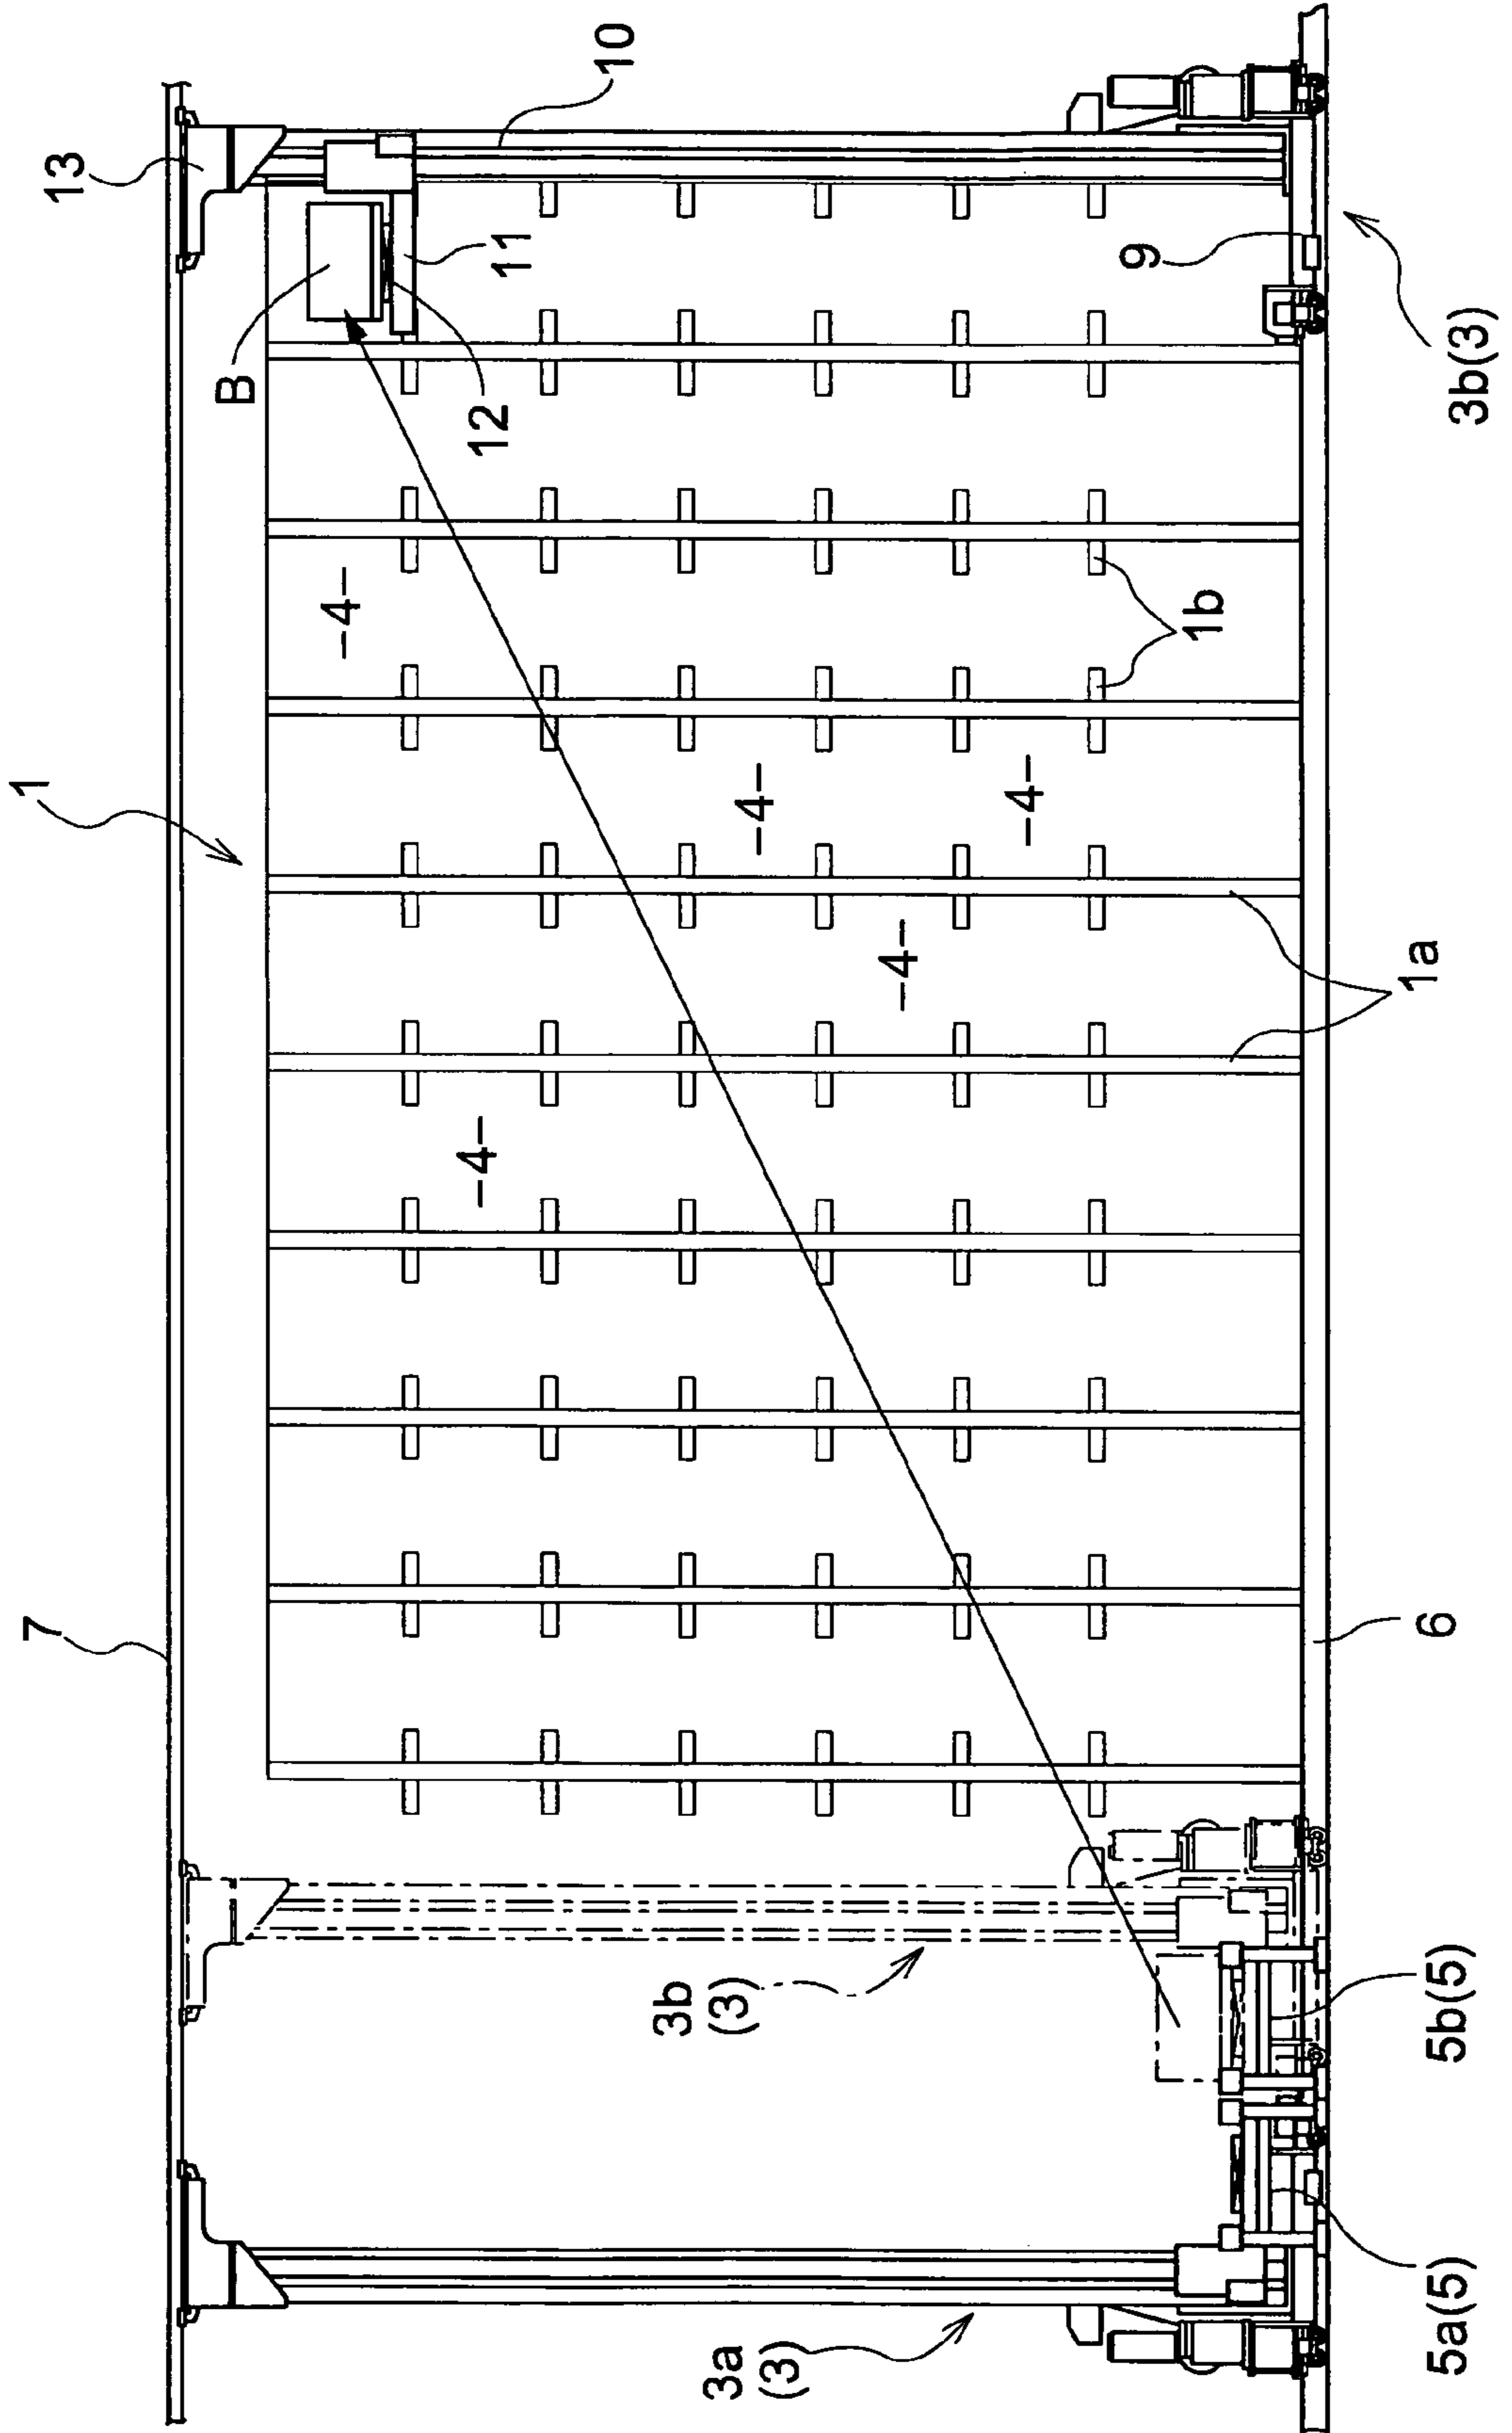 7
1
13
B
-4-
-4-
12
11
10
3b
(3)
3a
(3)
-4-
-4-
-4-
9
1b
5a(5)
5b(5)
6
1a
3b(3)